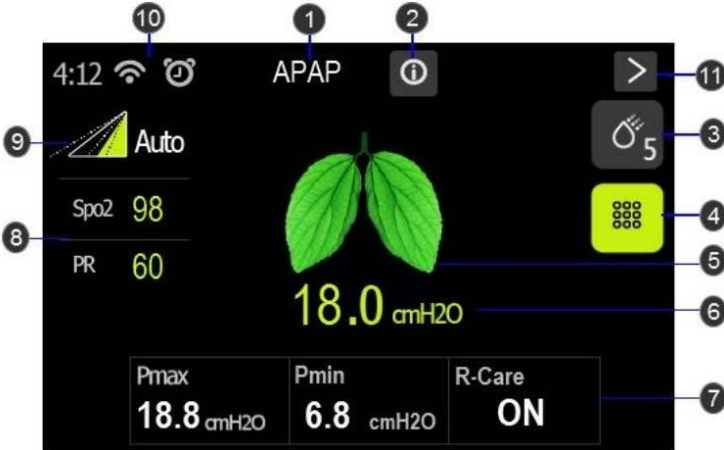 10 1 2
4:12 APAP
11
3
5
9 Auto
4
Spo2 98
8
PR 60
5
18.0 cmH2O 6
Pmax Pmin R-Care
18.8 cmH2O 6.8 cmH2O ON 7